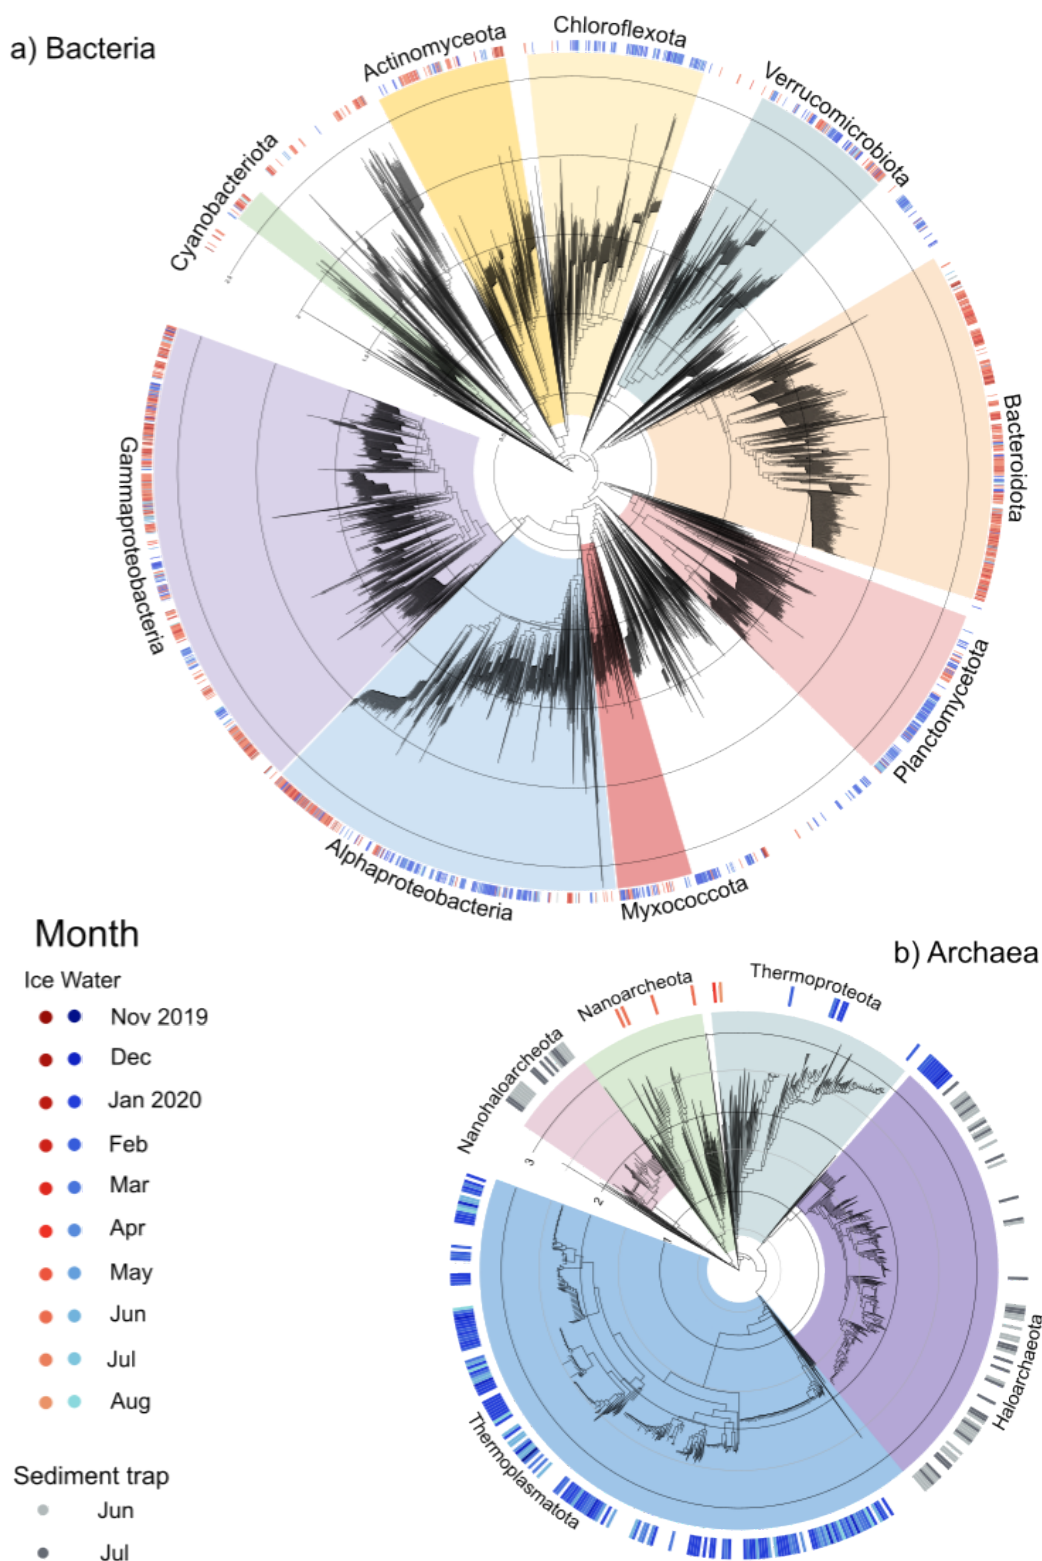 a) Bacteria
Actinomyceota
Chloroflexota
Verrucomicrobiota
Cyanobacteriota
Bacteroidota
Gammaproteobacteria
Planctomycetota
Alphaproteobacteria
Myxococcota
Month
Ice Water
Nov 2019
Dec
Jan 2020
Feb
Mar
Apr
May
Jun
Jul
Aug
Sediment trap
Jun
Jul
b) Archaea
Nanoarcheota
Thermoproteota
Nanohaloarcheota
3
2
1
Haloarchaeota
Thermoplasmatota